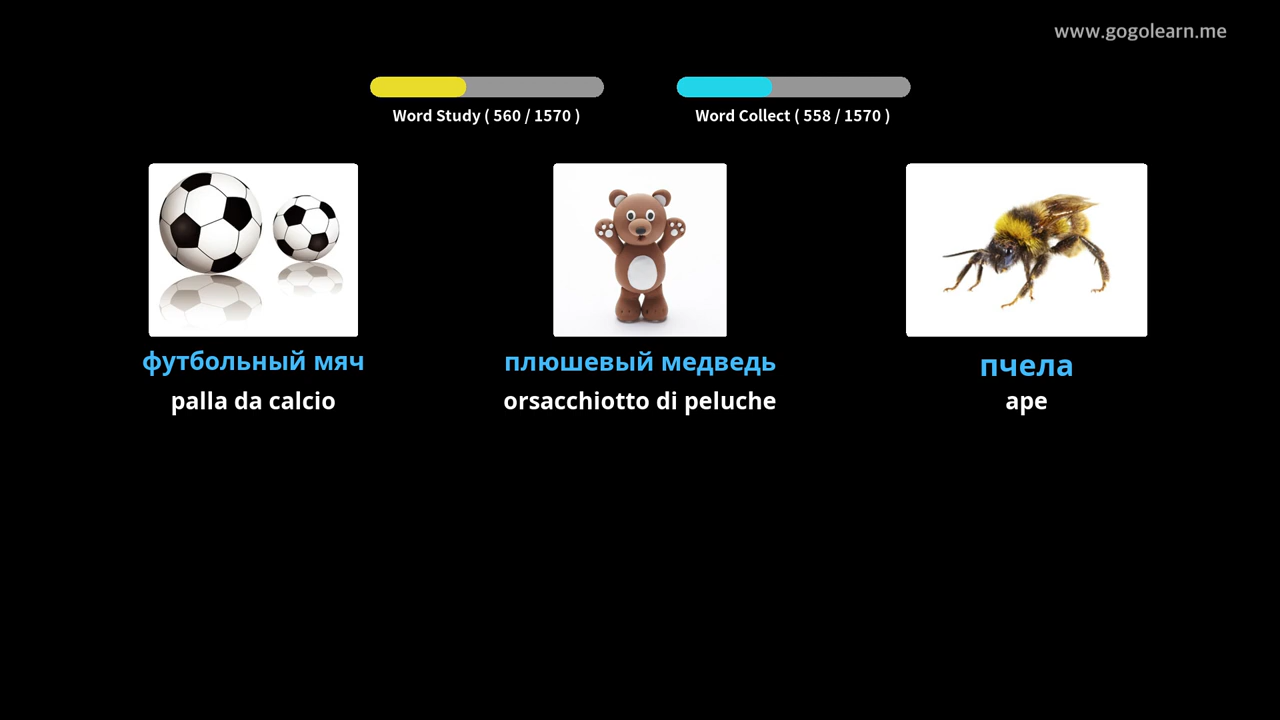 www.gogolearn.me
Word Study ( 560 / 1570 )
Word Collect ( 558 / 1570 )
футбольный мяч
плюшевый медведь
пчела
palla da calcio
orsacchiotto di peluche
ape